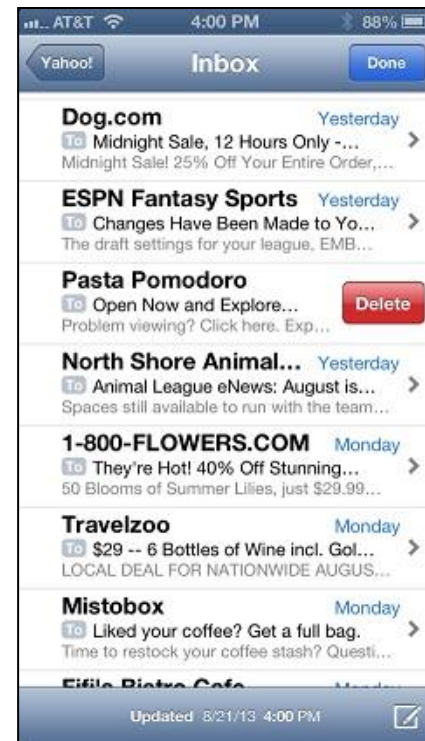 AT&T 4:00 PM 88%
Yahoo! Inbox Done
Dog.com Yesterday
To Midnight Sale, 12 Hours Only -...
Midnight Sale! 25% Off Your Entire Order,...
ESPN Fantasy Sports Yesterday
To Changes Have Been Made to Yo...
The draft settings for your league, EMB...
Pasta Pomodoro
To Open Now and Explore... Delete
Problem viewing? Click here. Exp...
North Shore Animal... Yesterday
To Animal League eNews: August is...
Spaces still available to run with the team...
1-800-FLOWERS.COM Monday
To They're Hot! 40% Off Stunning...
50 Blooms of Summer Lilies, just $29.99...
Travelzoo Monday
To $29 -- 6 Bottles of Wine incl. Gol...
LOCAL DEAL FOR NATIONWIDE AUGUS...
Mistobox Monday
To Liked your coffee? Get a full bag.
Time to restock your coffee stash? Questi...
Fifi's Bistro Cafe Monday
Updated 8/21/13 4:00 PM